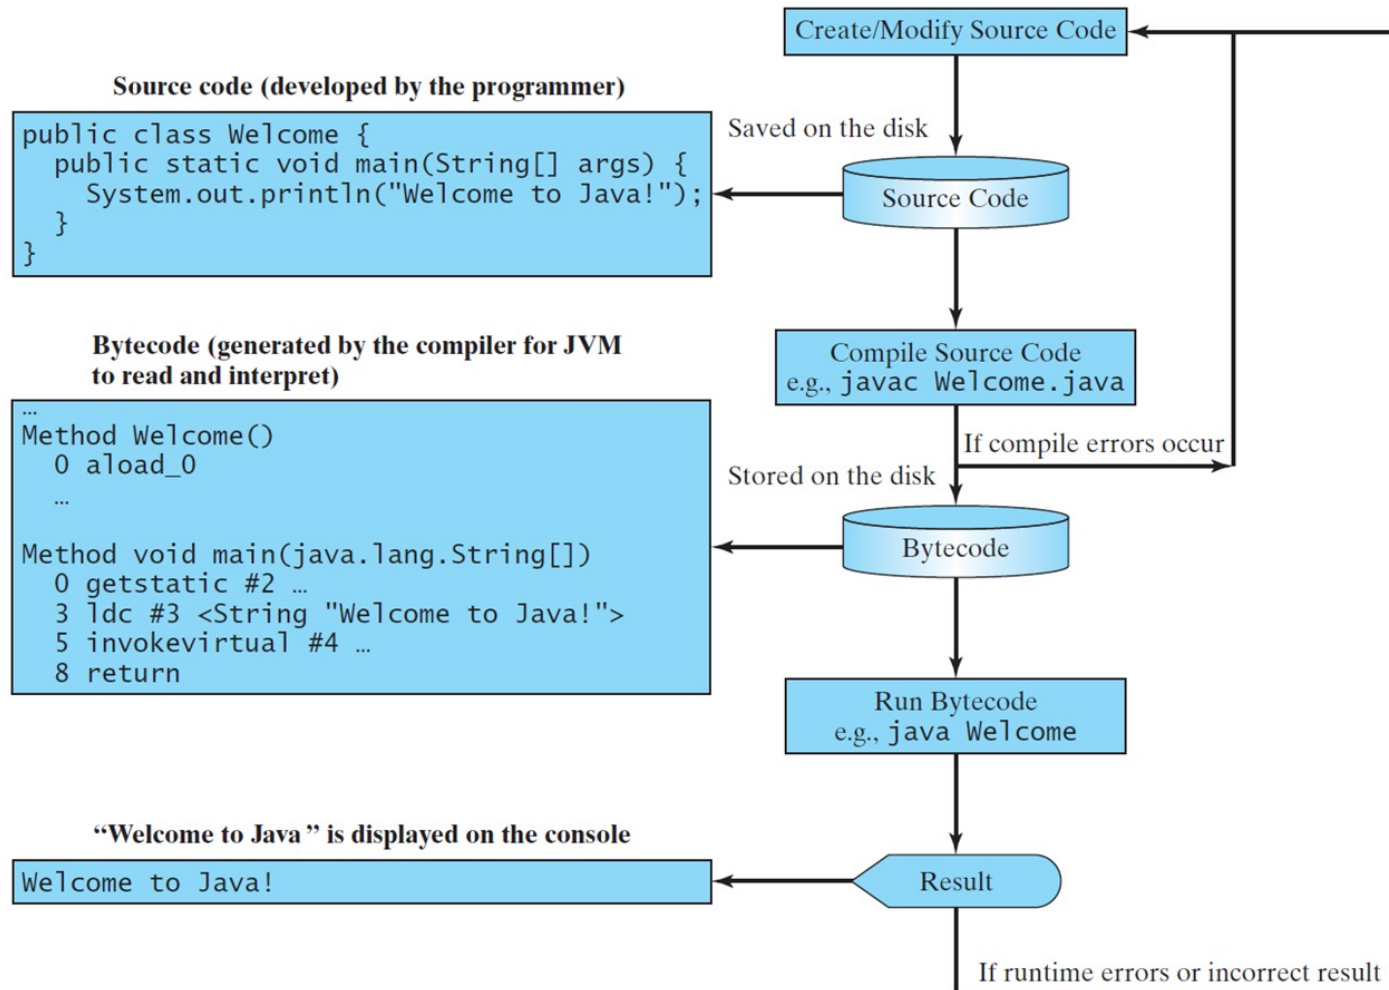 Create/Modify Source Code
Source code (developed by the programmer)
public class Welcome {
  public static void main(String[] args) {
    System.out.println("Welcome to Java!");
  }
}
Saved on the disk
Source Code
Bytecode (generated by the compiler for JVM
to read and interpret)
Compile Source Code
e.g., javac Welcome.java
…
Method Welcome()
  0 aload_0
  …
Method void main(java.lang.String[])
  0 getstatic #2 …
  3 ldc #3 <String "Welcome to Java!">
  5 invokevirtual #4 …
  8 return
If compile errors occur
Stored on the disk
Bytecode
Run Bytecode
e.g., java Welcome
“Welcome to Java ” is displayed on the console
Welcome to Java!
Result
If runtime errors or incorrect result